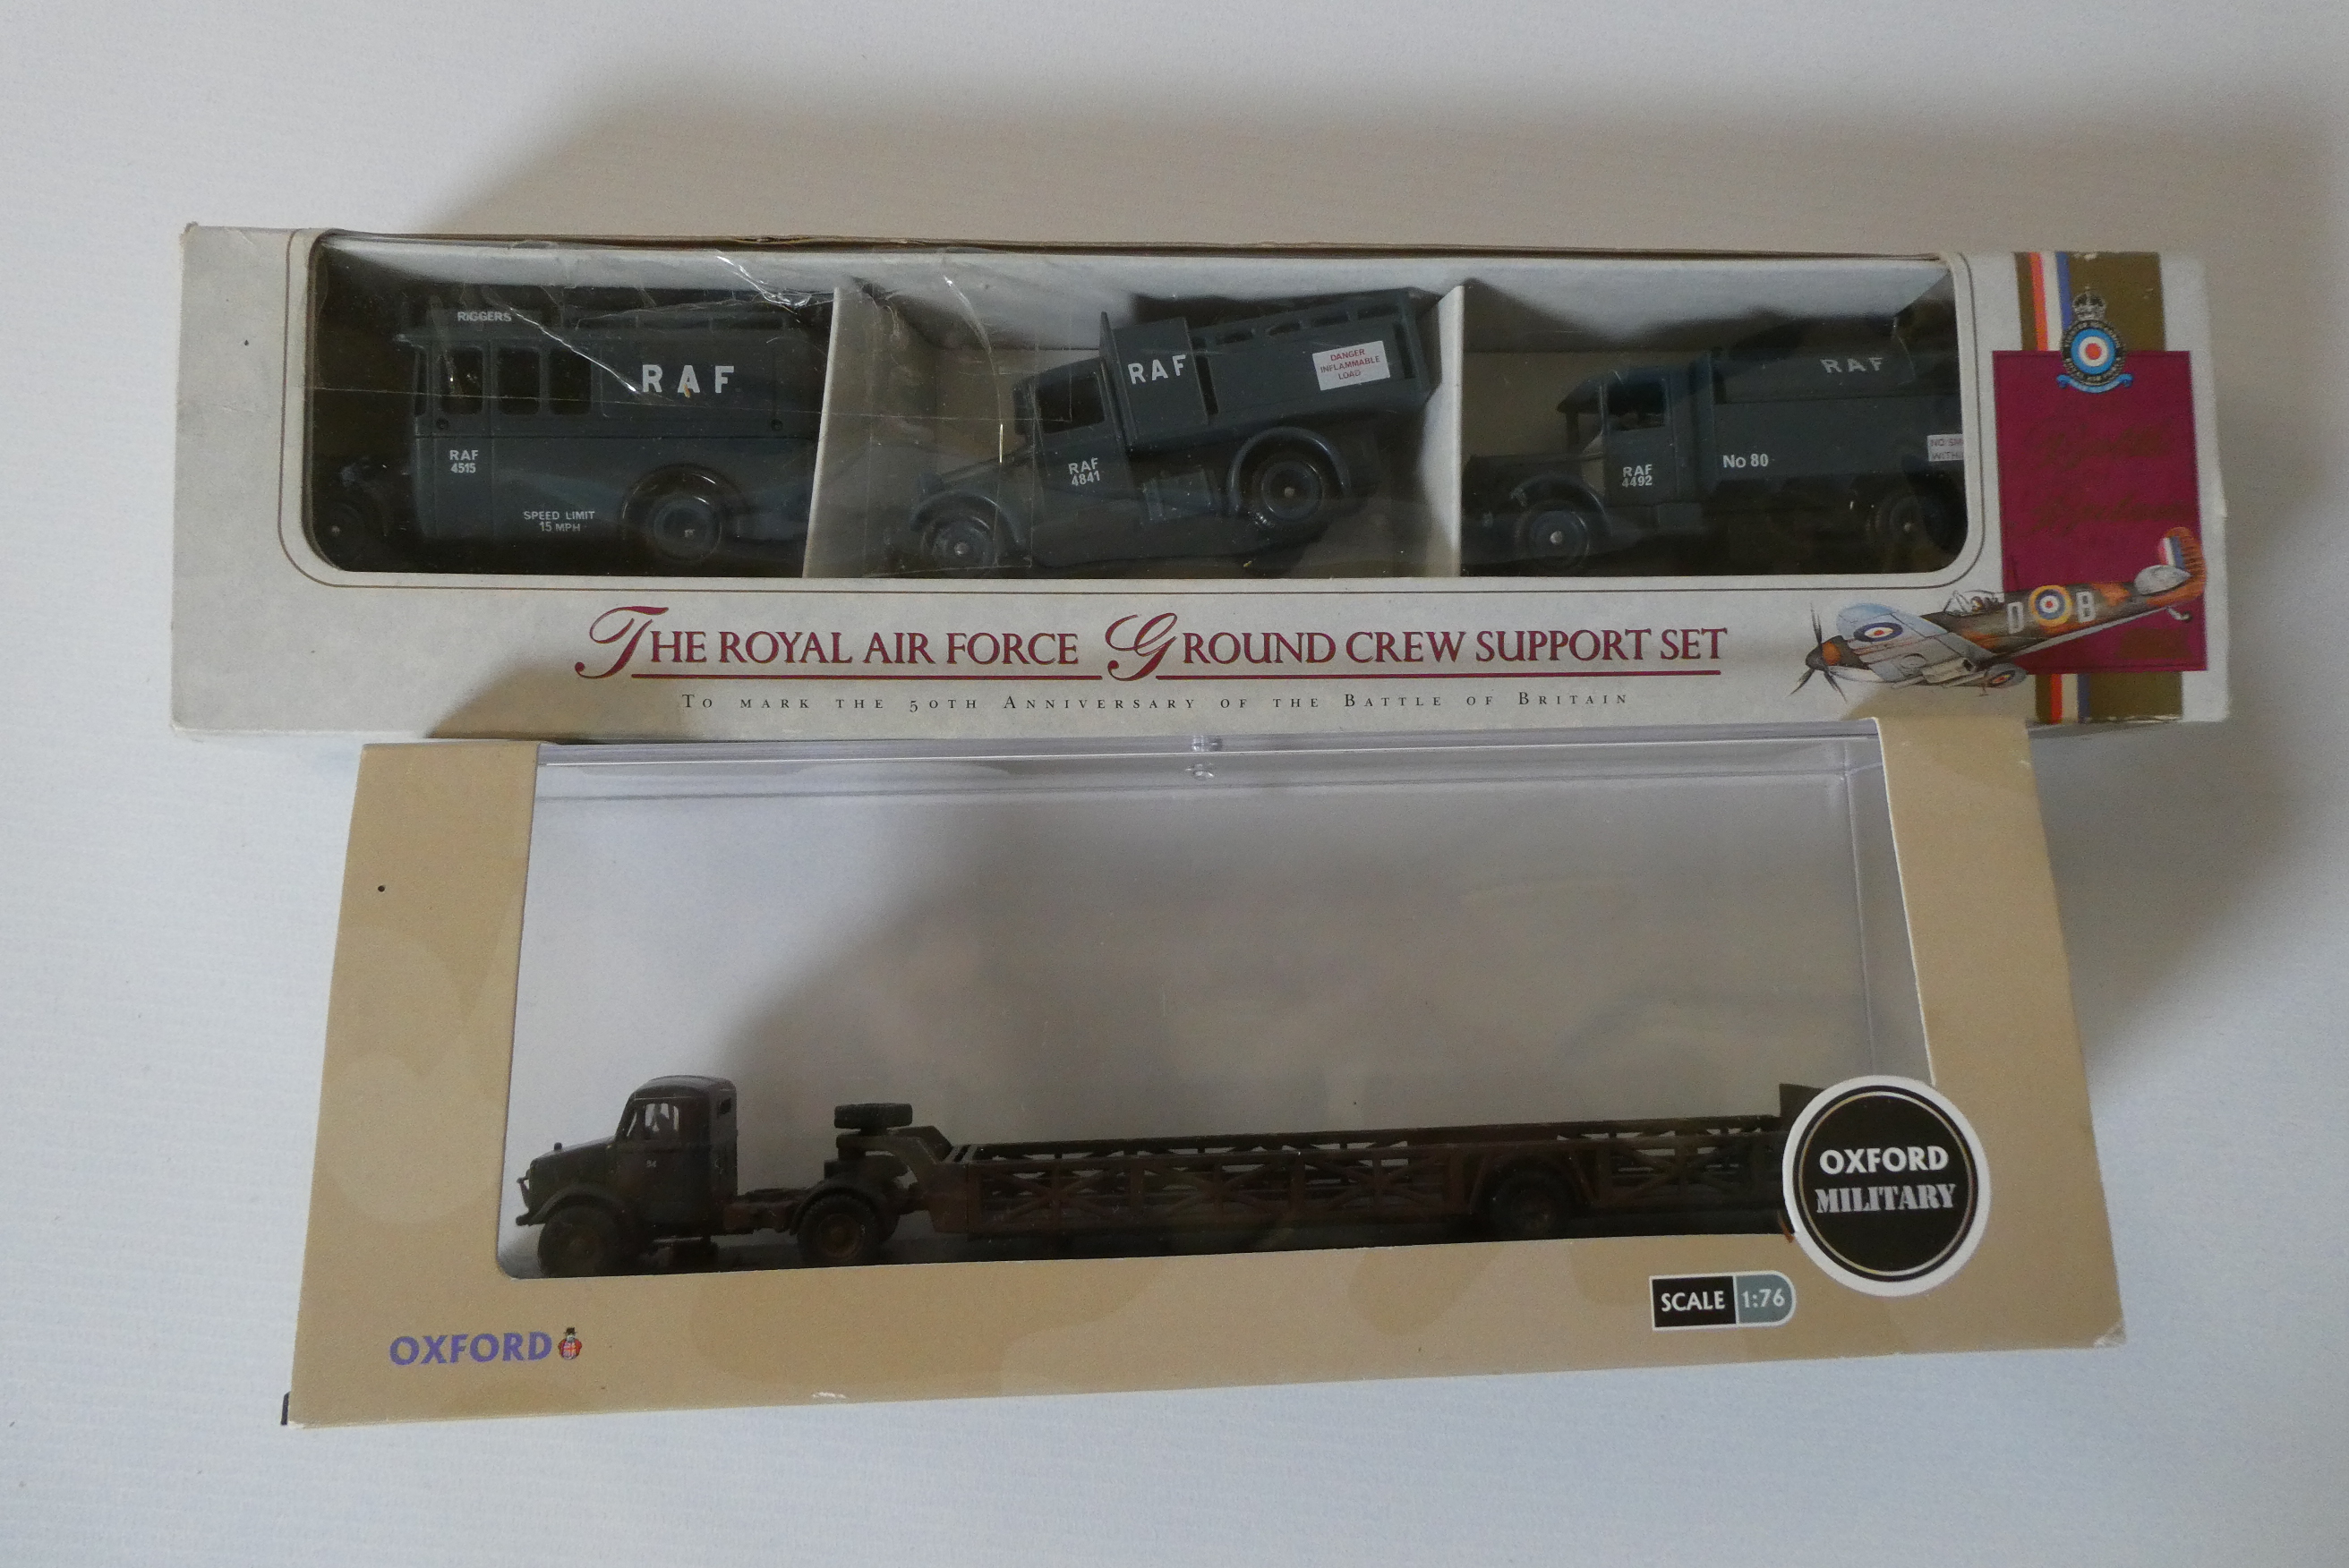 RIGGERS
RAF
RAF
4515
SPEED LIMIT
15 MPH
RAF
DANGER
INFLAMMABLE
LOAD
RAF
4841
RAF
No 80
RAF
4492
NO
D B
THE ROYAL AIR FORCE GROUND CREW SUPPORT SET
TO MARK THE 50TH ANNIVERSARY OF THE BATTLE OF BRITAIN
OXFORD
MILITARY
SCALE 1:76
OXFORD